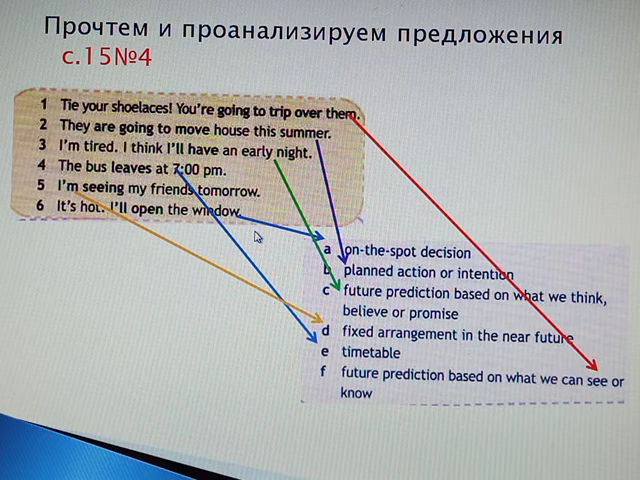 Прочтем и проанализируем предложения
с.15№4
1 Tie your shoelaces! You're going to trip over them.
2 They are going to move house this summer.
3 I'm tired. I think I'll have an early night.
4 The bus leaves at 7:00 pm.
5 I'm seeing my friends tomorrow.
6 It's hot. I'll open the window.
a on-the-spot decision
b planned action or intention
c future prediction based on what we think,
believe or promise
d fixed arrangement in the near future
e timetable
f future prediction based on what we can see or
know